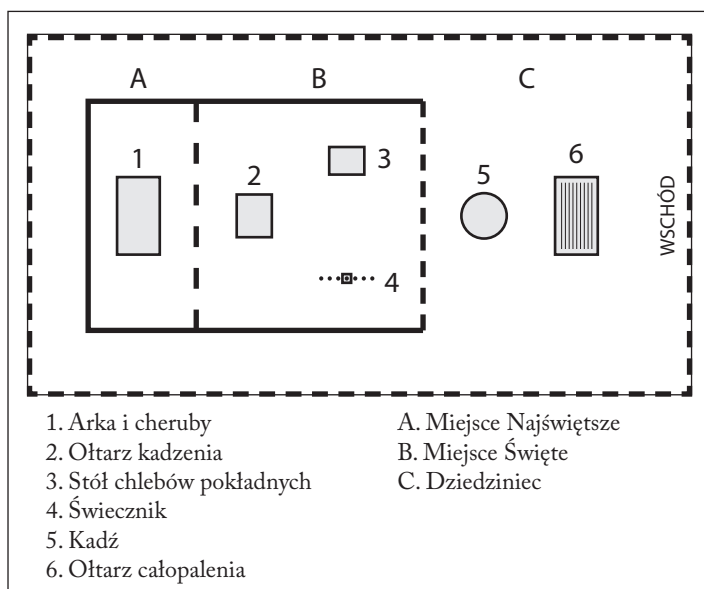 A B C
1
2
3
4
5
6
WSCHÓD
1. Arka i cheruby
2. Ołtarz kadzenia
3. Stół chlebów pokładnych
4. Świecznik
5. Kadź
6. Ołtarz całopalenia
A. Miejsce Najświętsze
B. Miejsce Święte
C. Dziedziniec